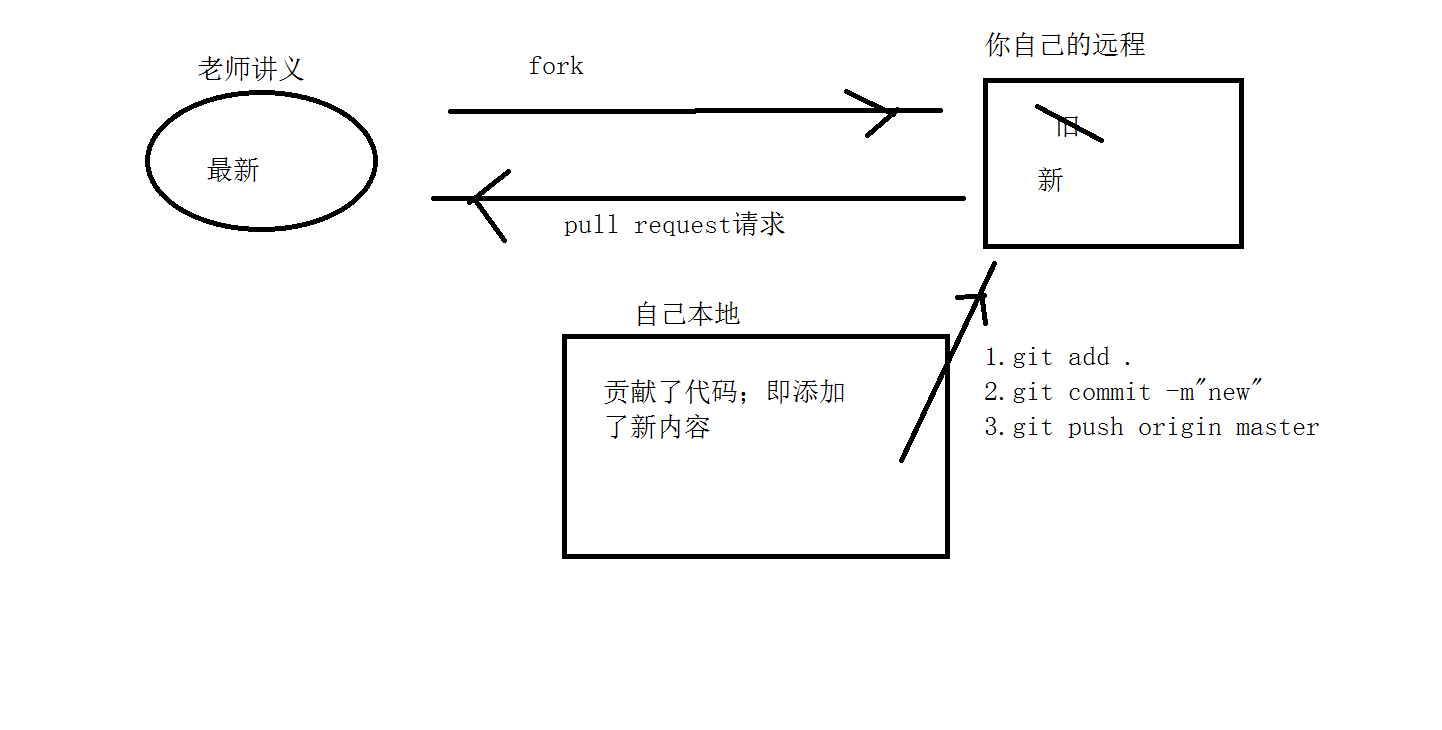 老师讲义
fork
你自己的远程
最新
旧
新
pull request请求
自己本地
贡献了代码；即添加
了新内容
1.git add .
2.git commit -m"new"
3.git push origin master